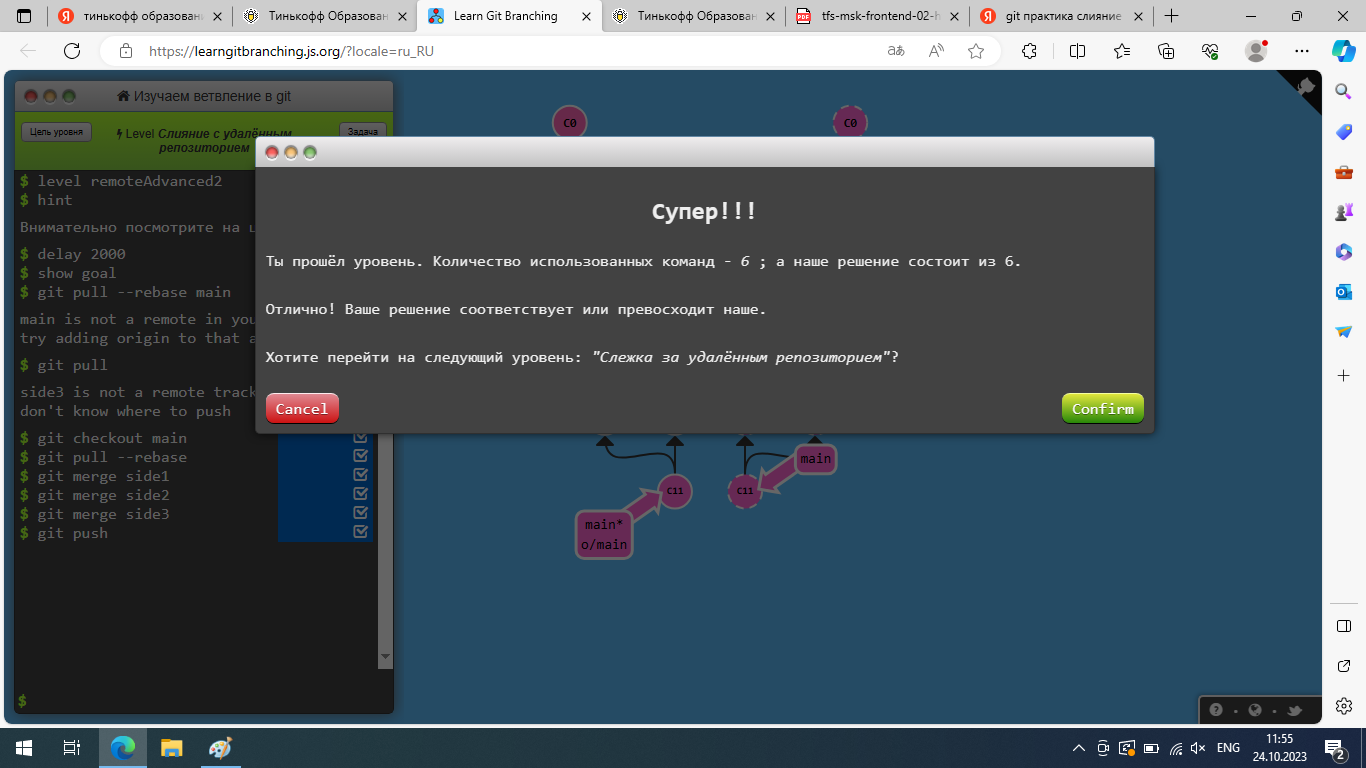 тинькофф образовани
Тинькофф Образован
Learn Git Branching
Тинькофф Образован
tfs-msk-frontend-02-h
git практика слияние
https://learngitbranching.js.org/?locale=ru_RU
Изучаем ветвление в git
Цель уровня
Level Слияние с удалённым
репозиторием
Задача
$ level remoteAdvanced2
$ hint
Внимательно посмотрите на
$ delay 2000
$ show goal
$ git pull --rebase main
main is not a remote in you
try adding origin to that a
$ git pull
side3 is not a remote track
don't know where to push
$ git checkout main
$ git pull --rebase
$ git merge side1
$ git merge side2
$ git merge side3
$ git push
$
C0
C0
Супер!!!
Ты прошёл уровень. Количество использованных команд - 6 ; а наше решение состоит из 6.
Отлично! Ваше решение соответствует или превосходит наше.
Хотите перейти на следующий уровень: "Слежка за удалённым репозиторием"?
Cancel
Confirm
main
C11
C11
main*
o/main
ENG
11:55
24.10.2023
2